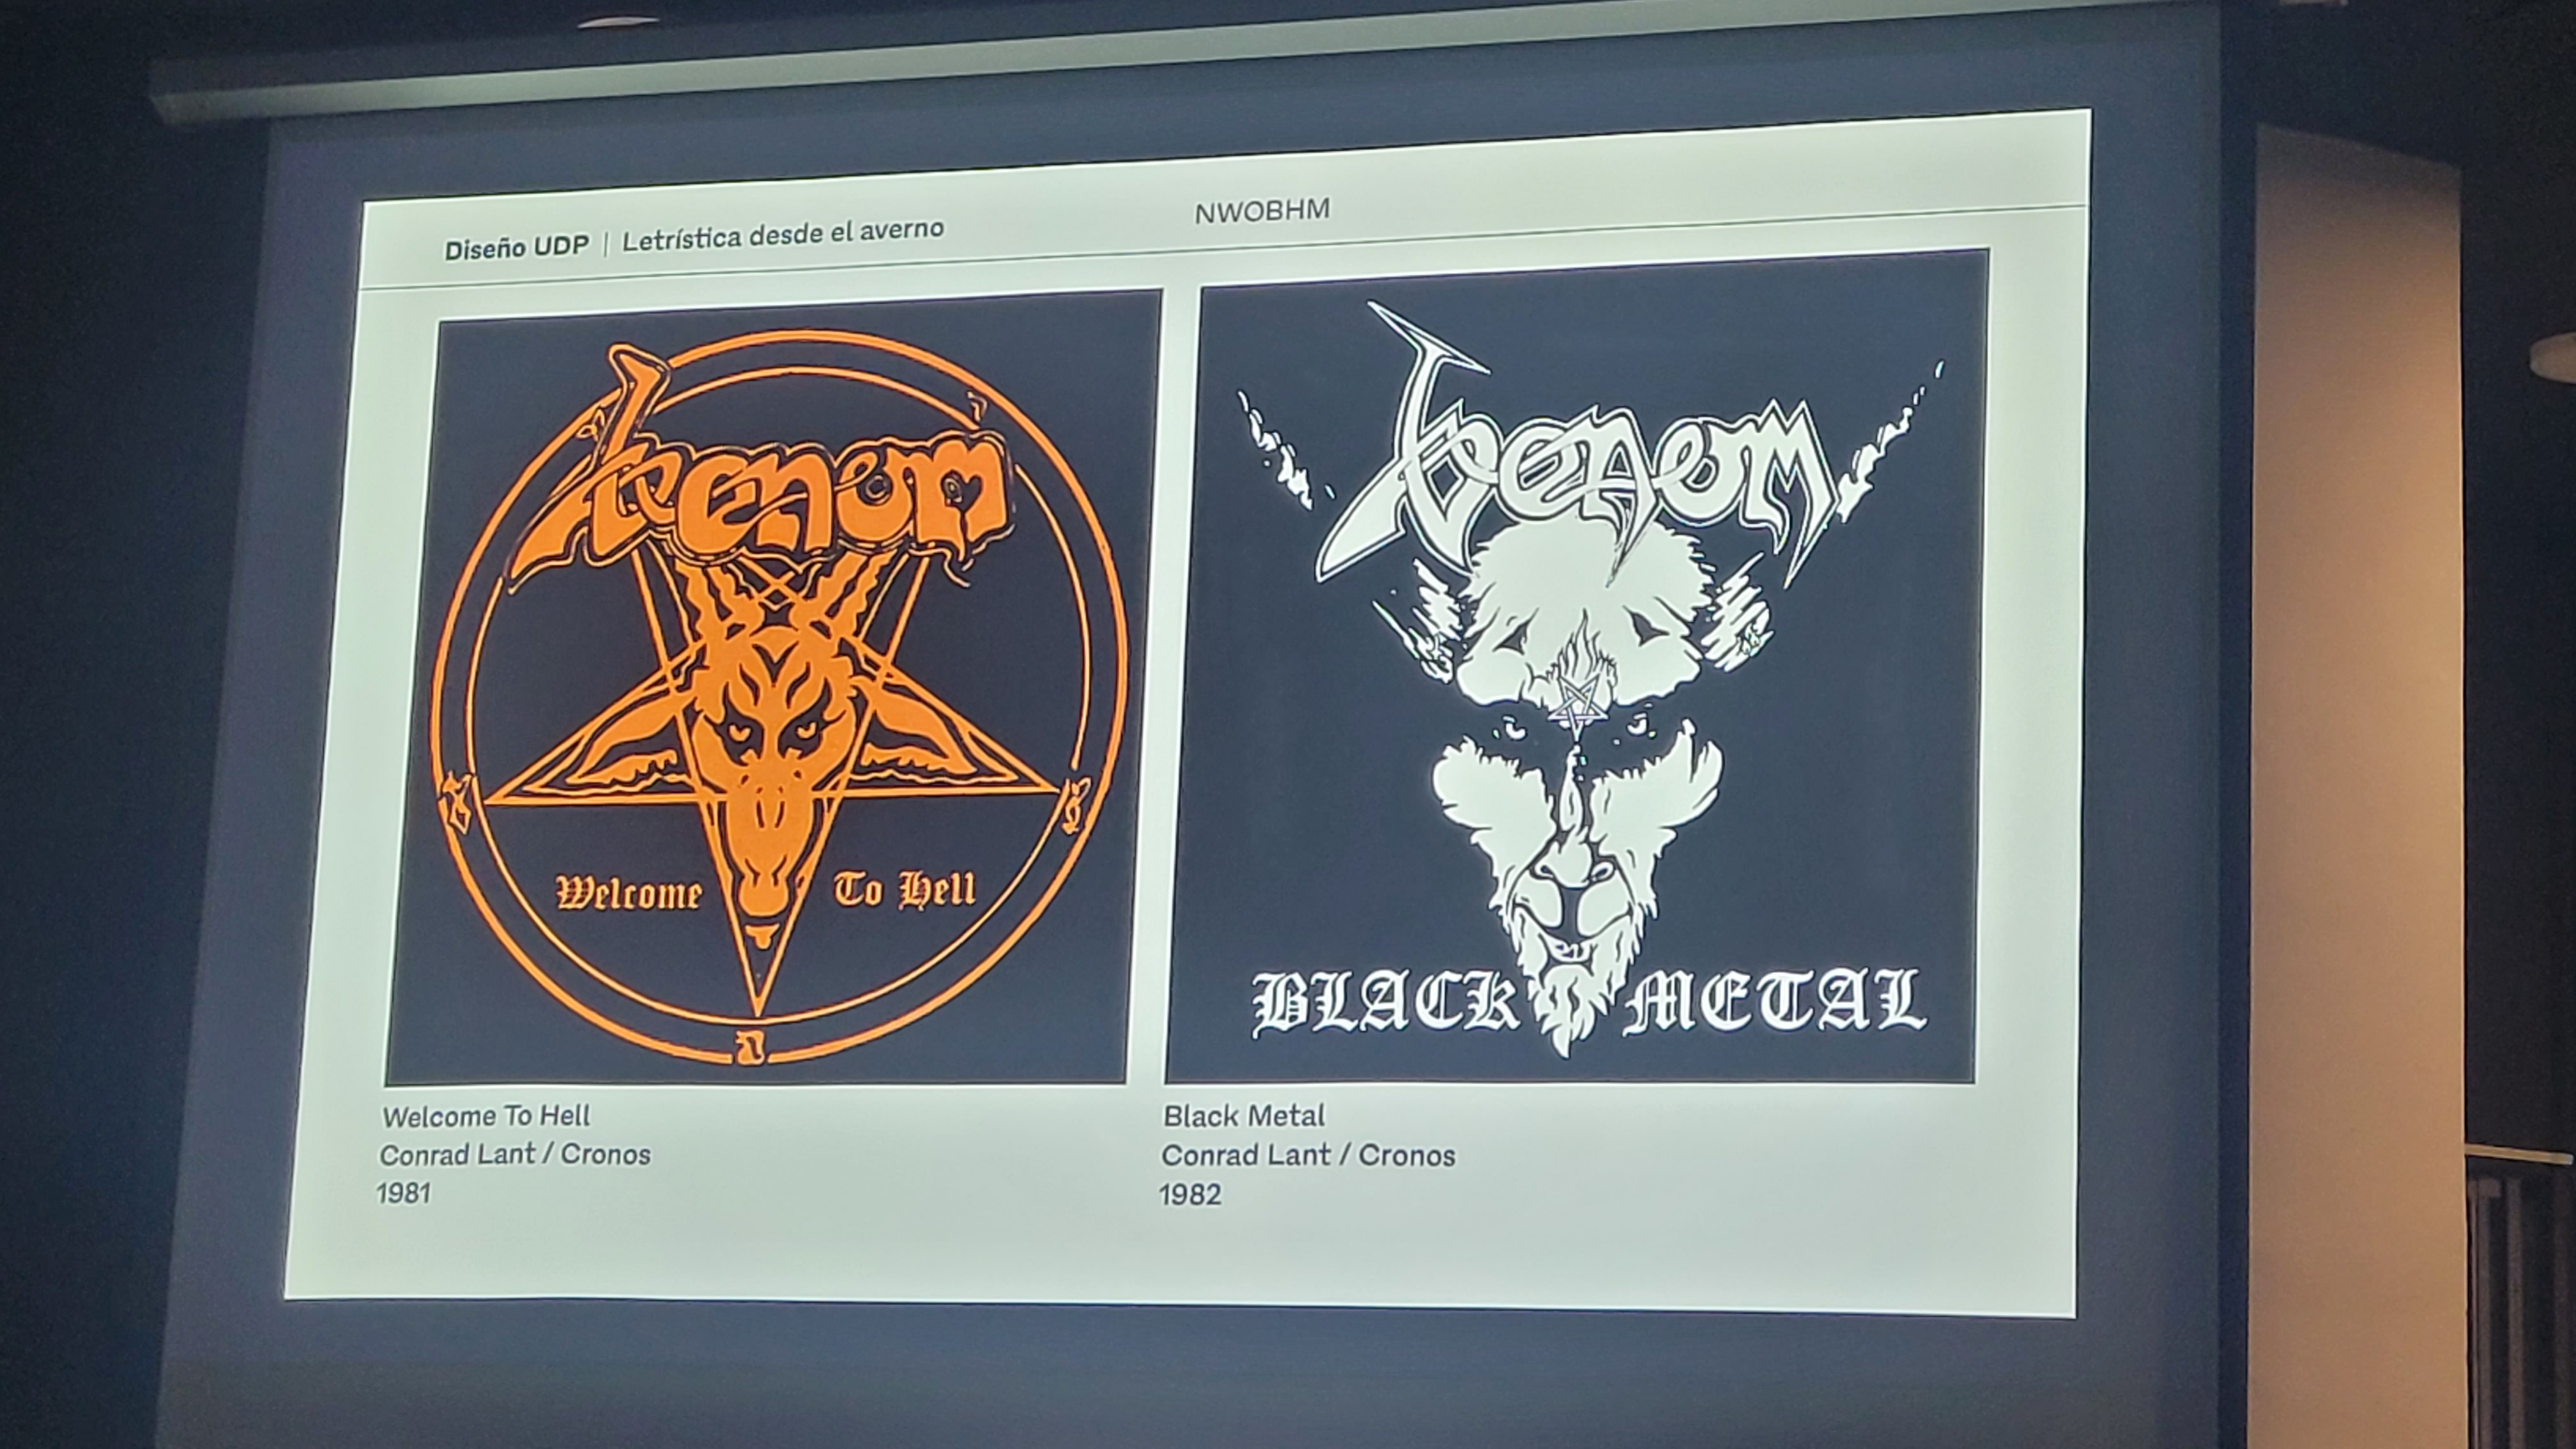 Diseño UDP | Letrística desde el averno
NWOBHM
Venom
Welcome To Hell
Venom
BLACK METAL
Welcome To Hell
Conrad Lant / Cronos
1981
Black Metal
Conrad Lant / Cronos
1982